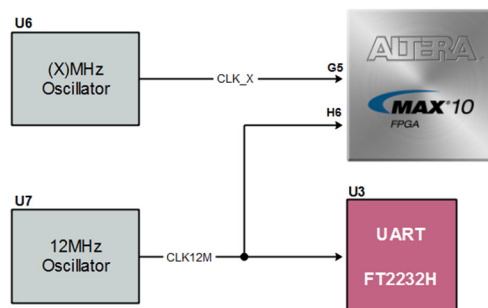 U6
(X)MHz
Oscillator
CLK_X
G5
H6
ALTERA
MAX 10
FPGA
U7
12MHz
Oscillator
CLK12M
U3
UART
FT2232H